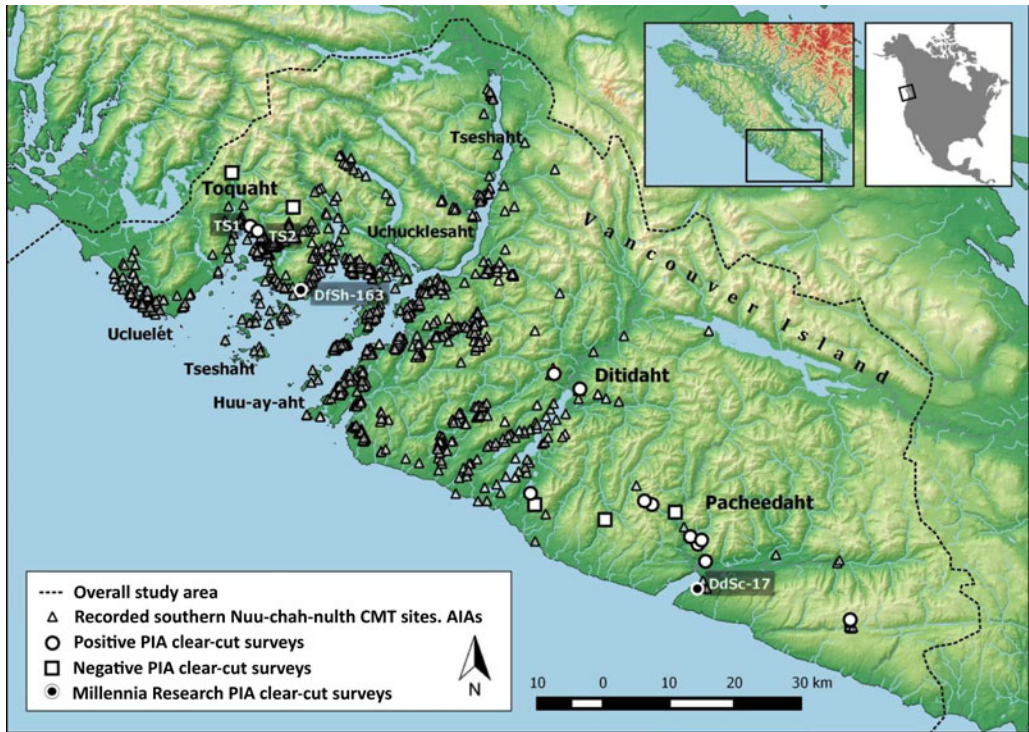 Tseshaht
Toquaht
TS1
TS2
Uchucklesaht
DfSh-163
Ucluelet
Tseshaht
Huu-ay-aht
Vancouver Island
Ditidaht
Pacheedaht
DdSc-17
Overall study area
Recorded southern Nuu-chah-nulth CMT sites. AIAs
Positive PIA clear-cut surveys
Negative PIA clear-cut surveys
Millennia Research PIA clear-cut surveys
N
10 0 10 20 30 km